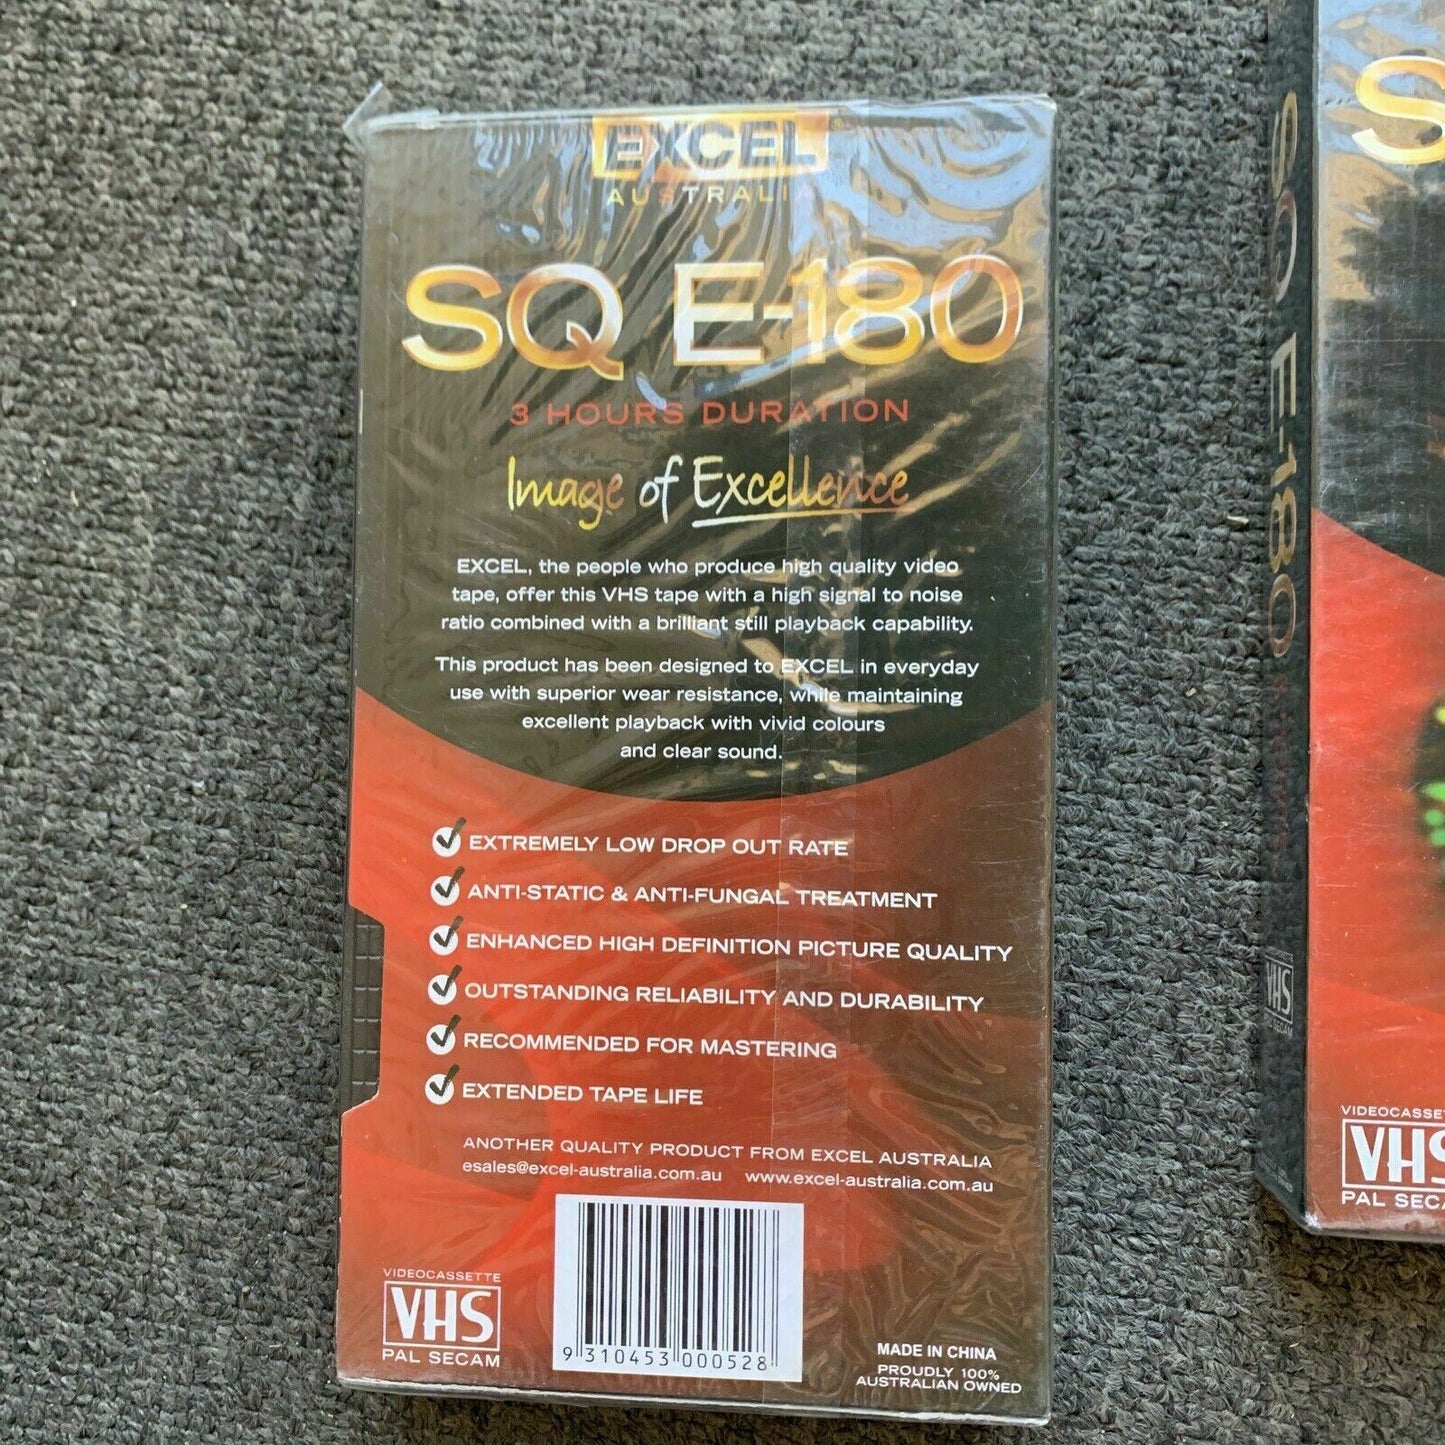 EXCEL®
AUSTRALIA
SQ E-180
3 HOURS DURATION
Image of Excellence
EXCEL, the people who produce high quality video
tape, offer this VHS tape with a high signal to noise
ratio combined with a brilliant still playback capability.
This product has been designed to EXCEL in everyday
use with superior wear resistance, while maintaining
excellent playback with vivid colours
and clear sound.
EXTREMELY LOW DROP OUT RATE
ANTI-STATIC & ANTI-FUNGAL TREATMENT
ENHANCED HIGH DEFINITION PICTURE QUALITY
OUTSTANDING RELIABILITY AND DURABILITY
RECOMMENDED FOR MASTERING
EXTENDED TAPE LIFE
ANOTHER QUALITY PRODUCT FROM EXCEL AUSTRALIA
esales@excel-australia.com.au www.excel-australia.com.au
VIDEOCASSETTE
VHS
PAL SECAM
9 310453 000528
MADE IN CHINA
PROUDLY 100%
AUSTRALIAN OWNED
SQ E-180
VHS
S
VIDEOCASSE
VHS
PAL SECA